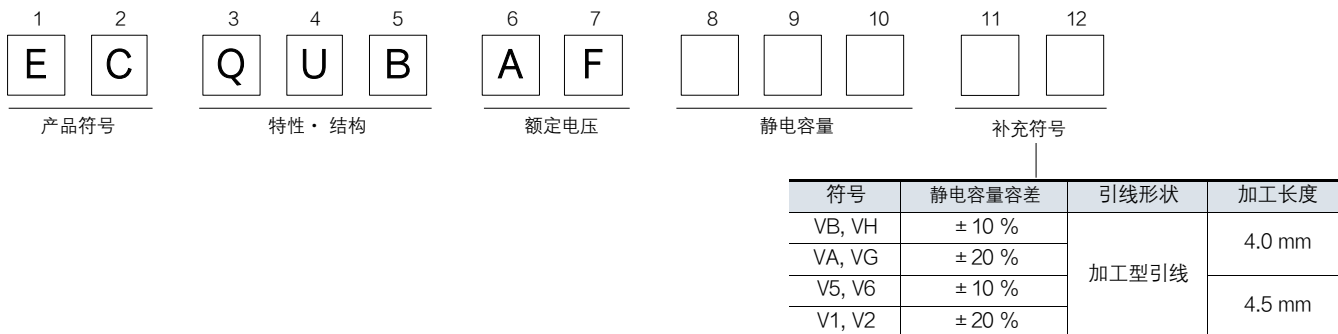 1 2 3 4 5 6 7 8 9 10 11 12
E C Q U B A F
产品符号 特性・结构 额定电压 静电容量 补充符号
符号 静电容量容差 引线形状 加工长度
VB, VH ±10 %
4.0 mm
VA, VG ±20 %
加工型引线
V5, V6 ±10 %
4.5 mm
V1, V2 ±20 %